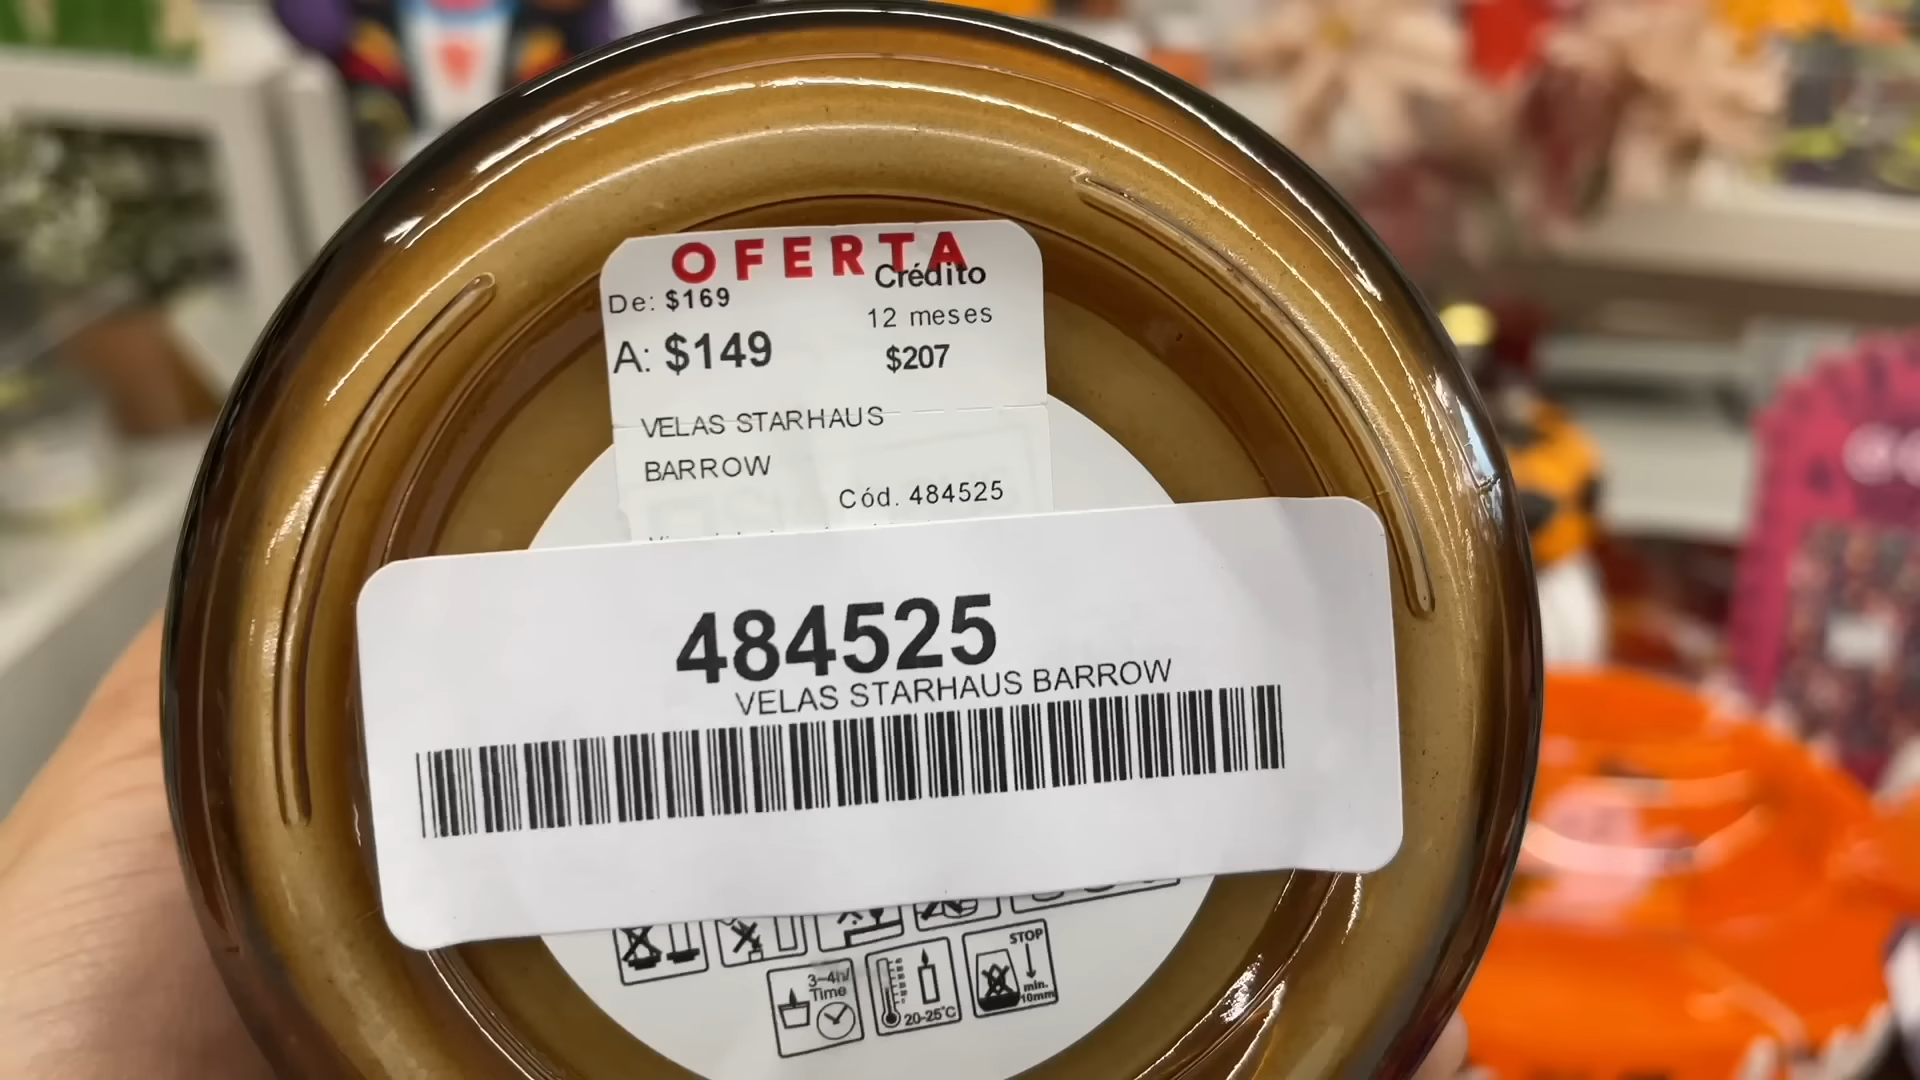 OFERTA
De: $169
A: $149
Crédito
12 meses
$207
VELAS STARHAUS
BARROW
Cód. 484525
484525
VELAS STARHAUS BARROW
STOP
min.
10mm
3-4h/
Time
20-25°C